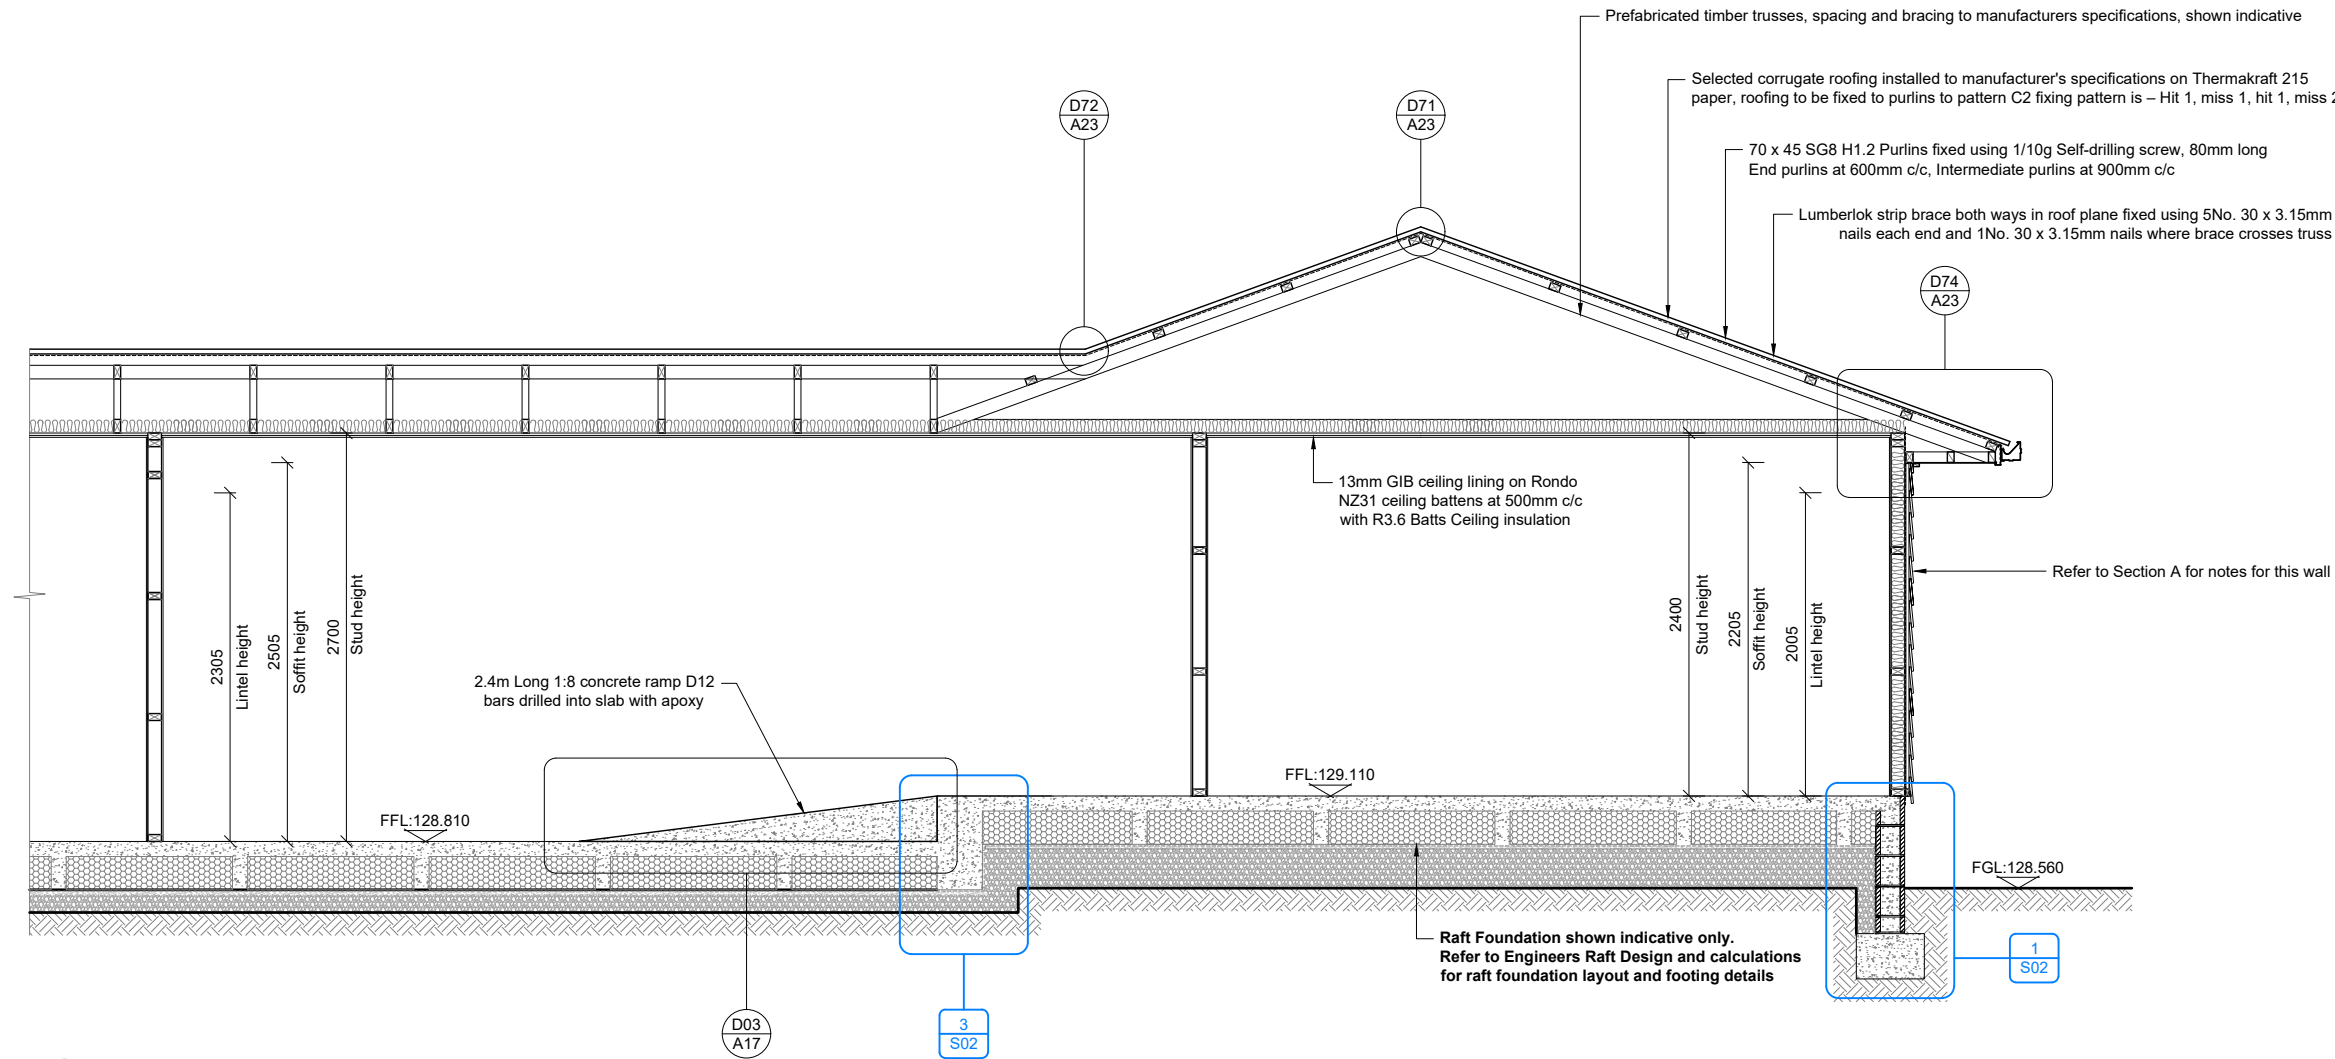 Prefabricated timber trusses, spacing and bracing to manufacturers specifications, shown indicative
Selected corrugate roofing installed to manufacturer's specifications on Thermakraft 215
paper, roofing to be fixed to purlins to pattern C2 fixing pattern is – Hit 1, miss 1, hit 1, miss 2
D72
A23
D71
A23
70 x 45 SG8 H1.2 Purlins fixed using 1/10g Self-drilling screw, 80mm long
End purlins at 600mm c/c, Intermediate purlins at 900mm c/c
Lumberlok strip brace both ways in roof plane fixed using 5No. 30 x 3.15mm
nails each end and 1No. 30 x 3.15mm nails where brace crosses truss
D74
A23
13mm GIB ceiling lining on Rondo
NZ31 ceiling battens at 500mm c/c
with R3.6 Batts Ceiling insulation
2305
Lintel height
2505
Soffit height
2700
Stud height
2400
Stud height
2205
Soffit height
2005
Lintel height
Refer to Section A for notes for this wall
2.4m Long 1:8 concrete ramp D12
bars drilled into slab with apoxy
FFL:129.110
FFL:128.810
FGL:128.560
Raft Foundation shown indicative only.
Refer to Engineers Raft Design and calculations
for raft foundation layout and footing details
1
S02
D03
A17
3
S02